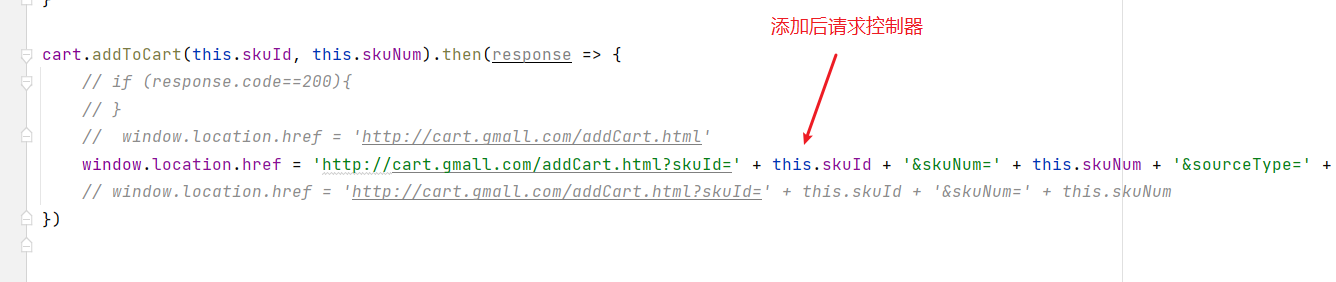 }
添加后请求控制器
cart.addToCart(this.skuId, this.skuNum).then(response => {
// if (response.code==200){
// }
//  window.location.href = 'http://cart.gmall.com/addCart.html'
window.location.href = 'http://cart.gmall.com/addCart.html?skuId=' + this.skuId + '&skuNum=' + this.skuNum + '&sourceType=' +
// window.location.href = 'http://cart.gmall.com/addCart.html?skuId=' + this.skuId + '&skuNum=' + this.skuNum
})